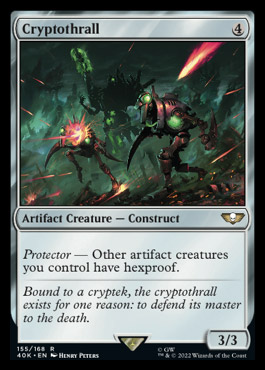 Cryptothrall 4
Artifact Creature — Construct
Protector — Other artifact creatures
you control have hexproof.
Bound to a cryptek, the cryptothrall
exists for one reason: to defend its master
to the death.
3/3
155/168 R
40K • EN HENRY PETERS
© GW
™ & © 2022 Wizards of the Coast